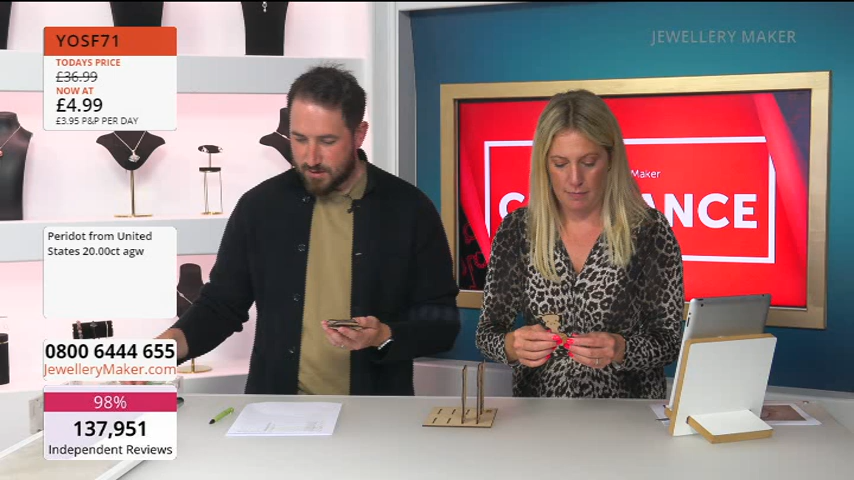 YOSF71
TODAYS PRICE
£36.99
NOW AT
£4.99
£3.95 P&P PER DAY
JEWELLERY MAKER
Maker
ANCE
Peridot from United
States 20.00ct agw
0800 6444 655
JewelleryMaker.com
98%
137,951
Independent Reviews